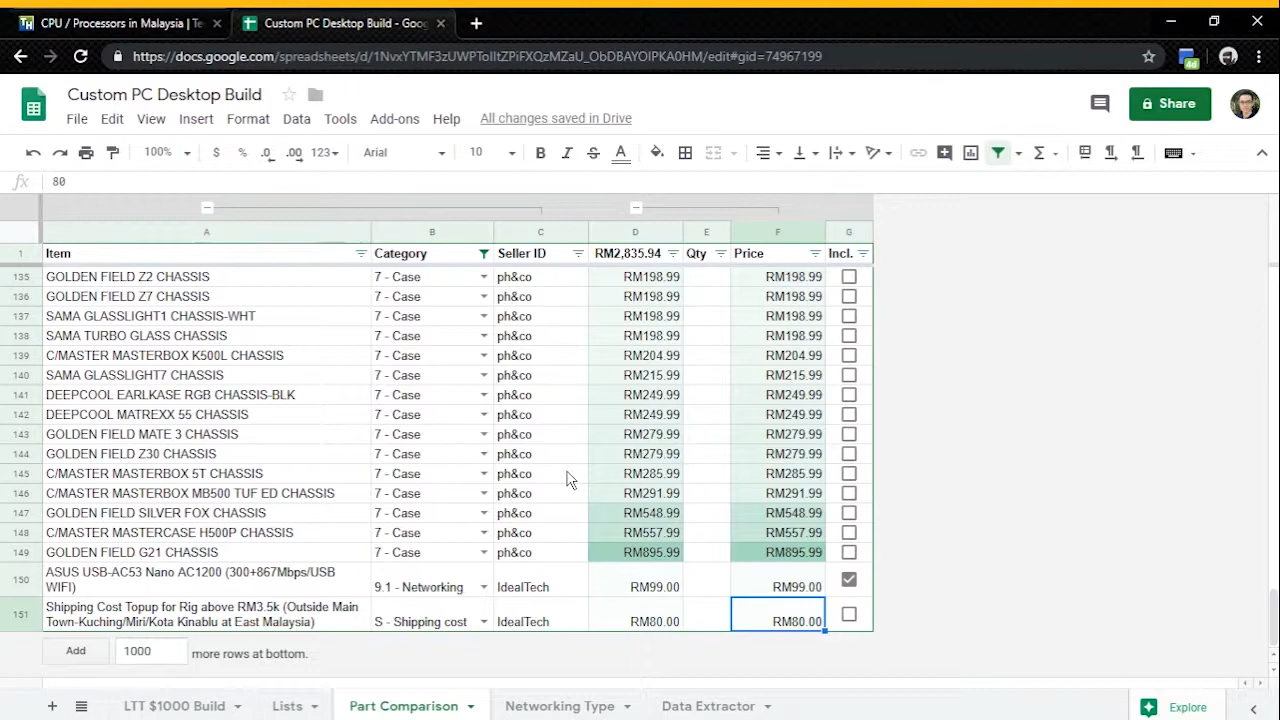 CPU / Processors in Malaysia | Te
Custom PC Desktop Build - Goog
https://docs.google.com/spreadsheets/d/1NvxYTMF3zUWPTolltZPiFXQzMZaU_ObDBAYOIPKA0HM/edit#gid=74967199
4d
Custom PC Desktop Build
File Edit View Insert Format Data Tools Add-ons Help All changes saved in Drive
Share
100% $ % .0 .00 123 Arial 10 B I S A
fx 80
A B C D E F G
1 Item Category Seller ID RM2,835.94 Qty Price Incl.
135 GOLDEN FIELD Z2 CHASSIS 7 - Case ph&co RM198.99 RM198.99
136 GOLDEN FIELD Z7 CHASSIS 7 - Case ph&co RM198.99 RM198.99
137 SAMA GLASSLIGHT1 CHASSIS-WHT 7 - Case ph&co RM198.99 RM198.99
138 SAMA TURBO GLASS CHASSIS 7 - Case ph&co RM198.99 RM198.99
139 C/MASTER MASTERBOX K500L CHASSIS 7 - Case ph&co RM204.99 RM204.99
140 SAMA GLASSLIGHT7 CHASSIS 7 - Case ph&co RM215.99 RM215.99
141 DEEPCOOL EARLKASE RGB CHASSIS-BLK 7 - Case ph&co RM249.99 RM249.99
142 DEEPCOOL MATREXX 55 CHASSIS 7 - Case ph&co RM249.99 RM249.99
143 GOLDEN FIELD MATE 3 CHASSIS 7 - Case ph&co RM279.99 RM279.99
144 GOLDEN FIELD Z30 CHASSIS 7 - Case ph&co RM279.99 RM279.99
145 C/MASTER MASTERBOX 5T CHASSIS 7 - Case ph&co RM285.99 RM285.99
146 C/MASTER MASTERBOX MB500 TUF ED CHASSIS 7 - Case ph&co RM291.99 RM291.99
147 GOLDEN FIELD SILVER FOX CHASSIS 7 - Case ph&co RM548.99 RM548.99
148 C/MASTER MASTERCASE H500P CHASSIS 7 - Case ph&co RM557.99 RM557.99
149 GOLDEN FIELD G21 CHASSIS 7 - Case ph&co RM895.99 RM895.99
ASUS USB-AC53 Nano AC1200 (300+867Mbps/USB
150 WIFI) 9.1 - Networking IdealTech RM99.00 RM99.00
Shipping Cost Topup for Rig above RM3.5k (Outside Main
151 Town-Kuching/Miri/Kota Kinablu at East Malaysia) S - Shipping cost IdealTech RM80.00 RM80.00
Add 1000 more rows at bottom.
LTT $1000 Build Lists Part Comparison Networking Type Data Extractor Explore